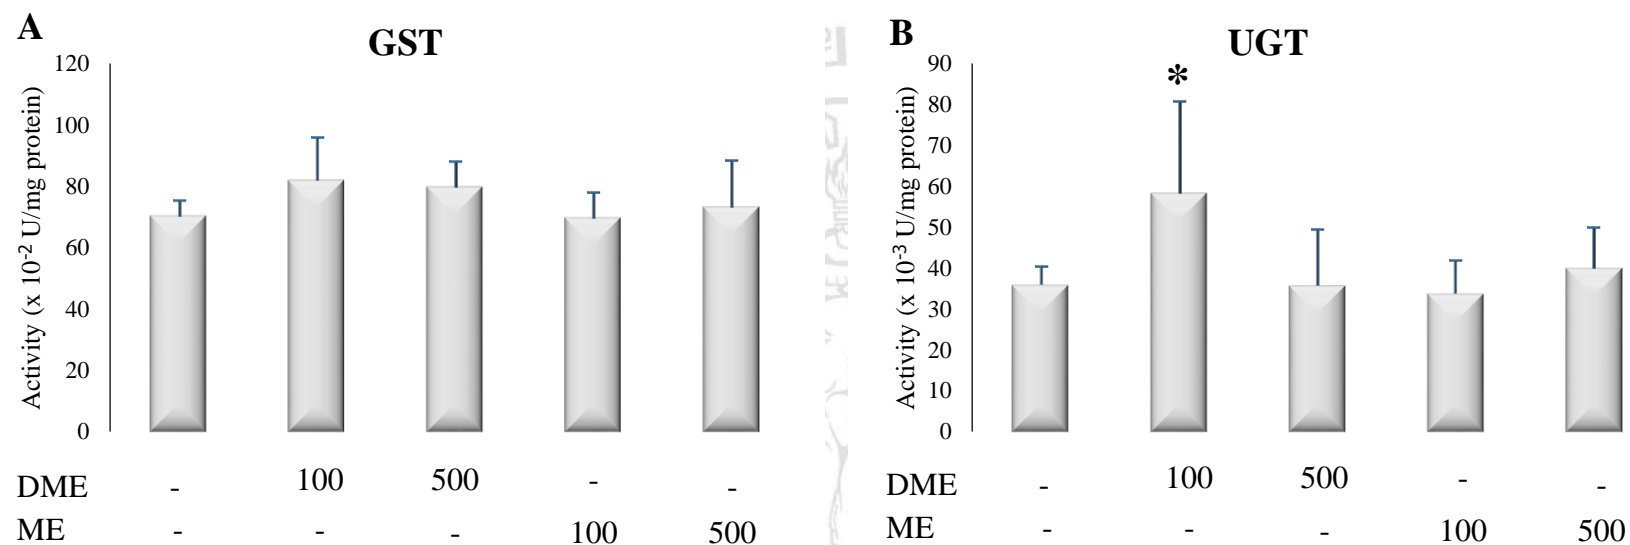 A
GST
Activity (x 10⁻² U/mg protein)
120
100
80
60
40
20
0
DME - 100 500 - -
ME - - - 100 500
B
UGT
Activity (x 10⁻³ U/mg protein)
90
80
70
60
50
40
30
20
10
0
*
DME - 100 500 - -
ME - - - 100 500